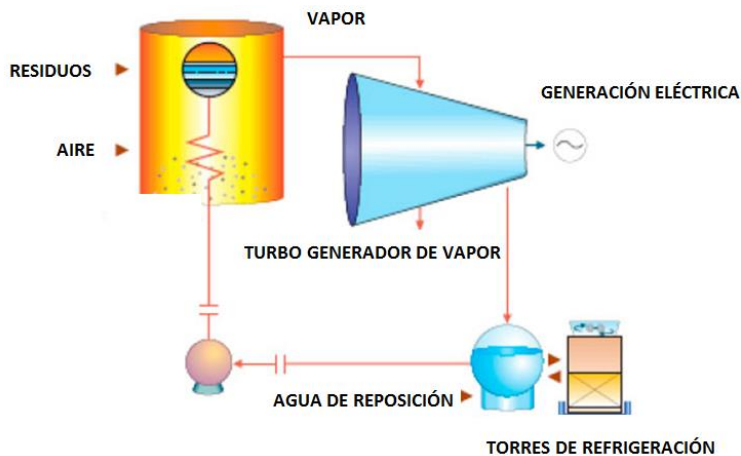 VAPOR
RESIDUOS
GENERACIÓN ELÉCTRICA
AIRE
TURBO GENERADOR DE VAPOR
AGUA DE REPOSICIÓN
TORRES DE REFRIGERACIÓN